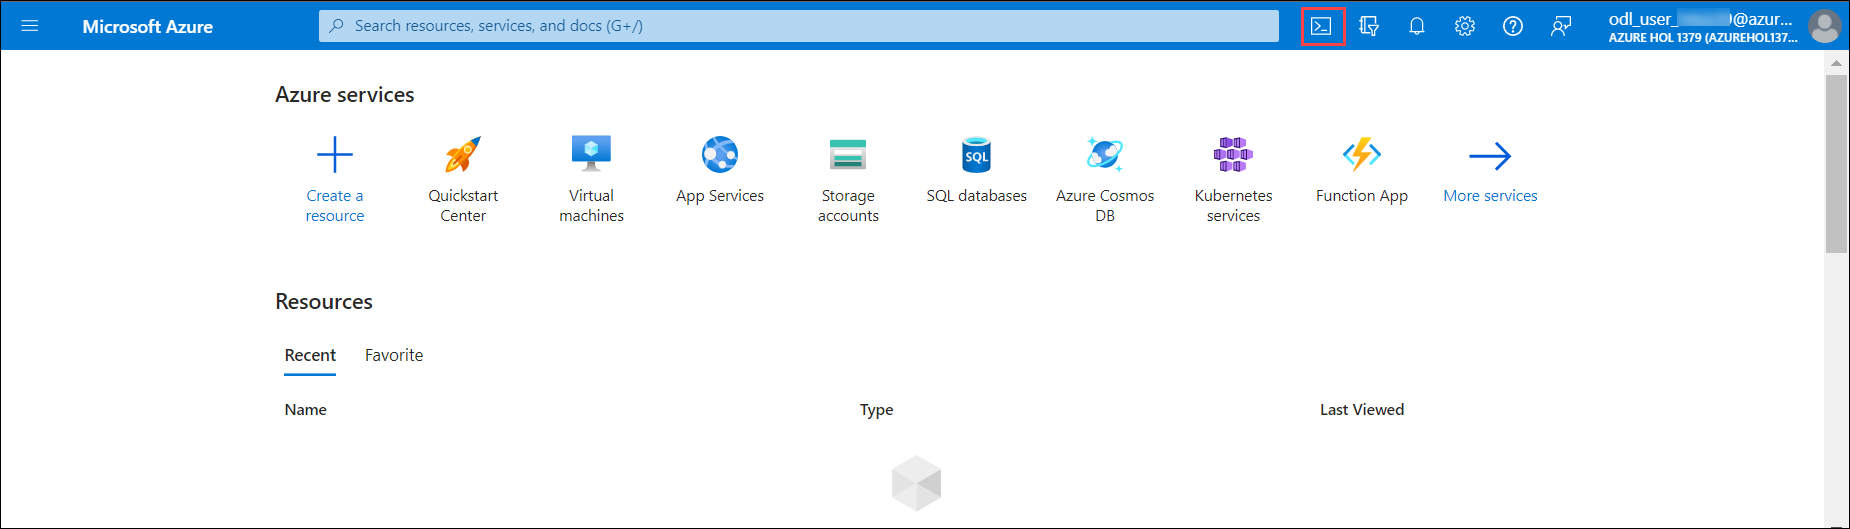 Microsoft Azure
Search resources, services, and docs (G+/)
odl_user_ @azur...
AZURE HOL 1379 (AZUREHOL137...
Azure services
Create a resource
Quickstart Center
Virtual machines
App Services
Storage accounts
SQL
SQL databases
Azure Cosmos DB
Kubernetes services
Function App
More services
Resources
Recent
Favorite
Name
Type
Last Viewed